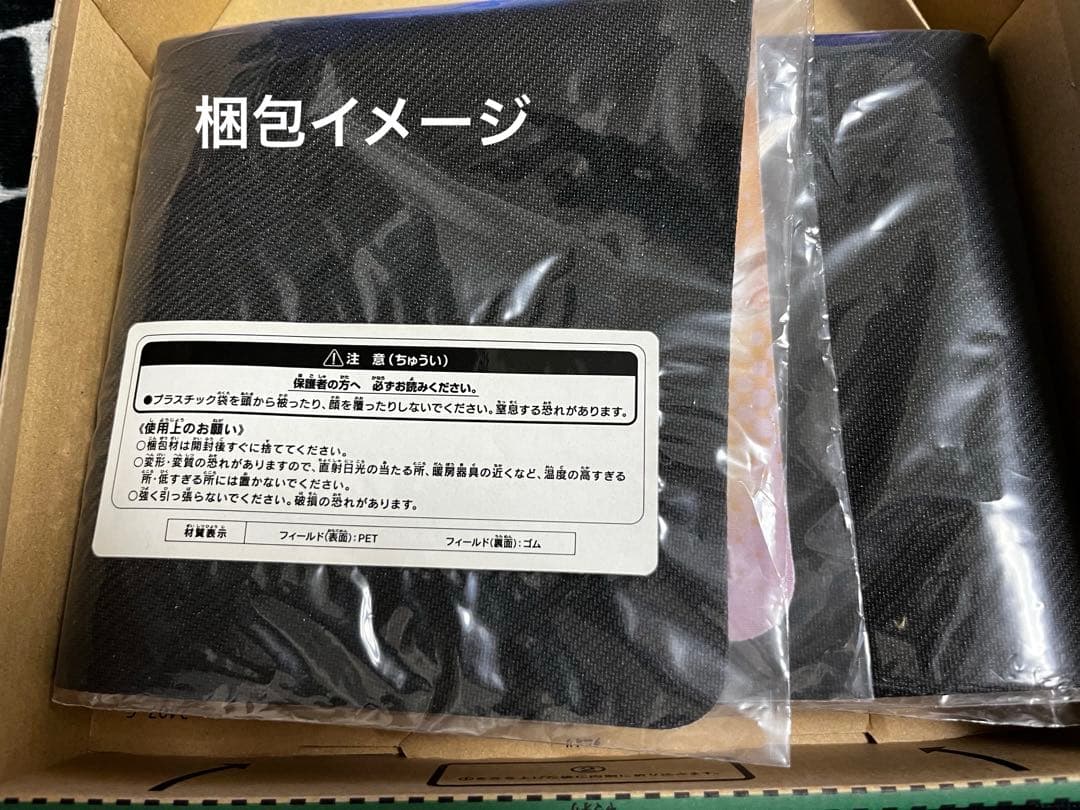 梱包イメージ
⚠注 意(ちゅうい)
保護者の方へ 必ずお読みください。
●プラスチック袋を頭から被ったり、顔を覆ったりしないでください。窒息する恐れがあります。
《使用上のお願い》
○梱包材は開封後すぐに捨ててください。
○変形・変質の恐れがありますので、直射日光の当たる所、暖房器具の近くなど、温度の高すぎる
所・低すぎる所には置かないでください。
○強く引っ張らないでください。破損の恐れがあります。
材質表示 フィールド(表面):PET フィールド(裏面):ゴム
②